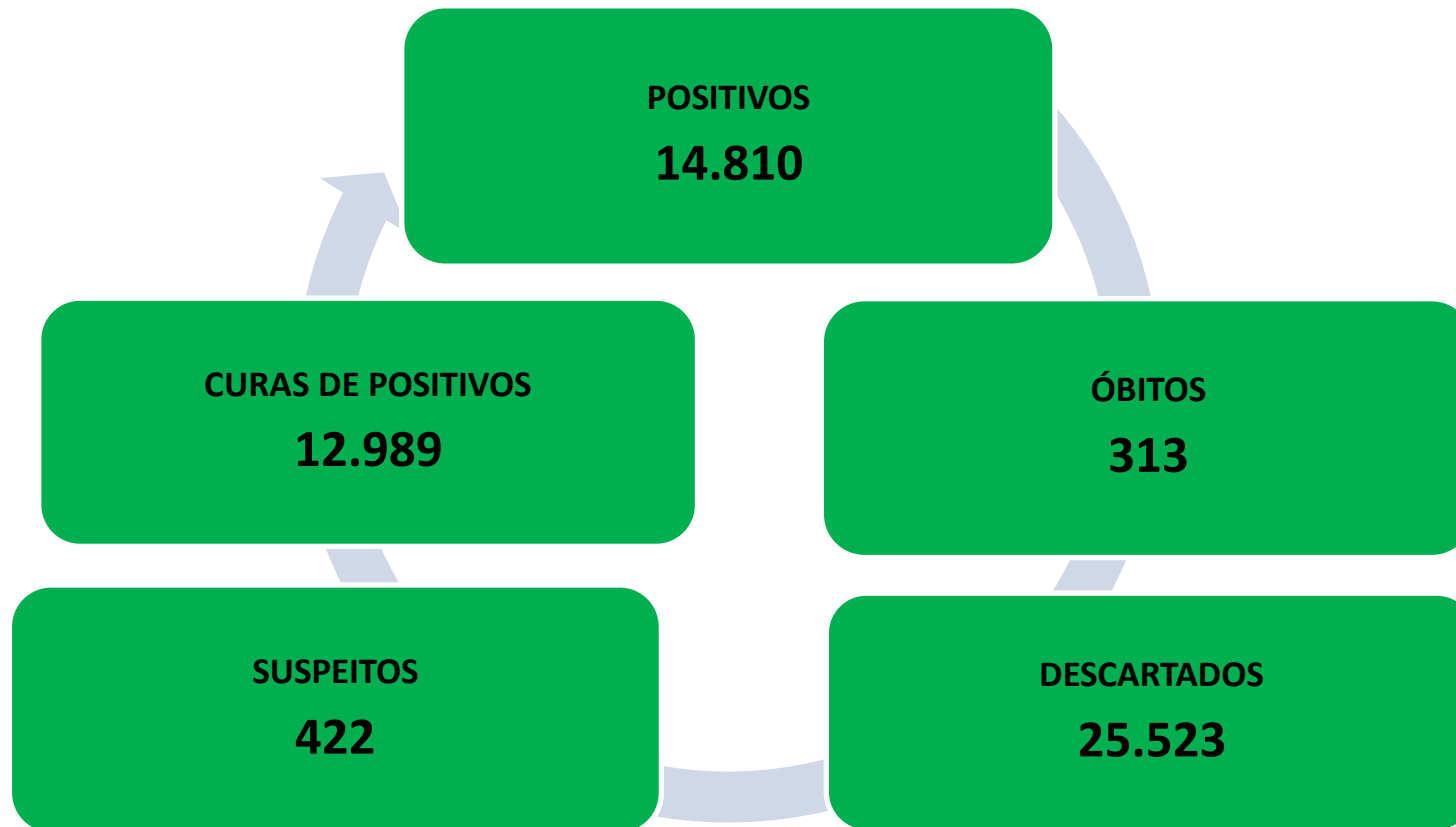 POSITIVOS
14.810
CURAS DE POSITIVOS
12.989
ÓBITOS
313
SUSPEITOS
422
DESCARTADOS
25.523